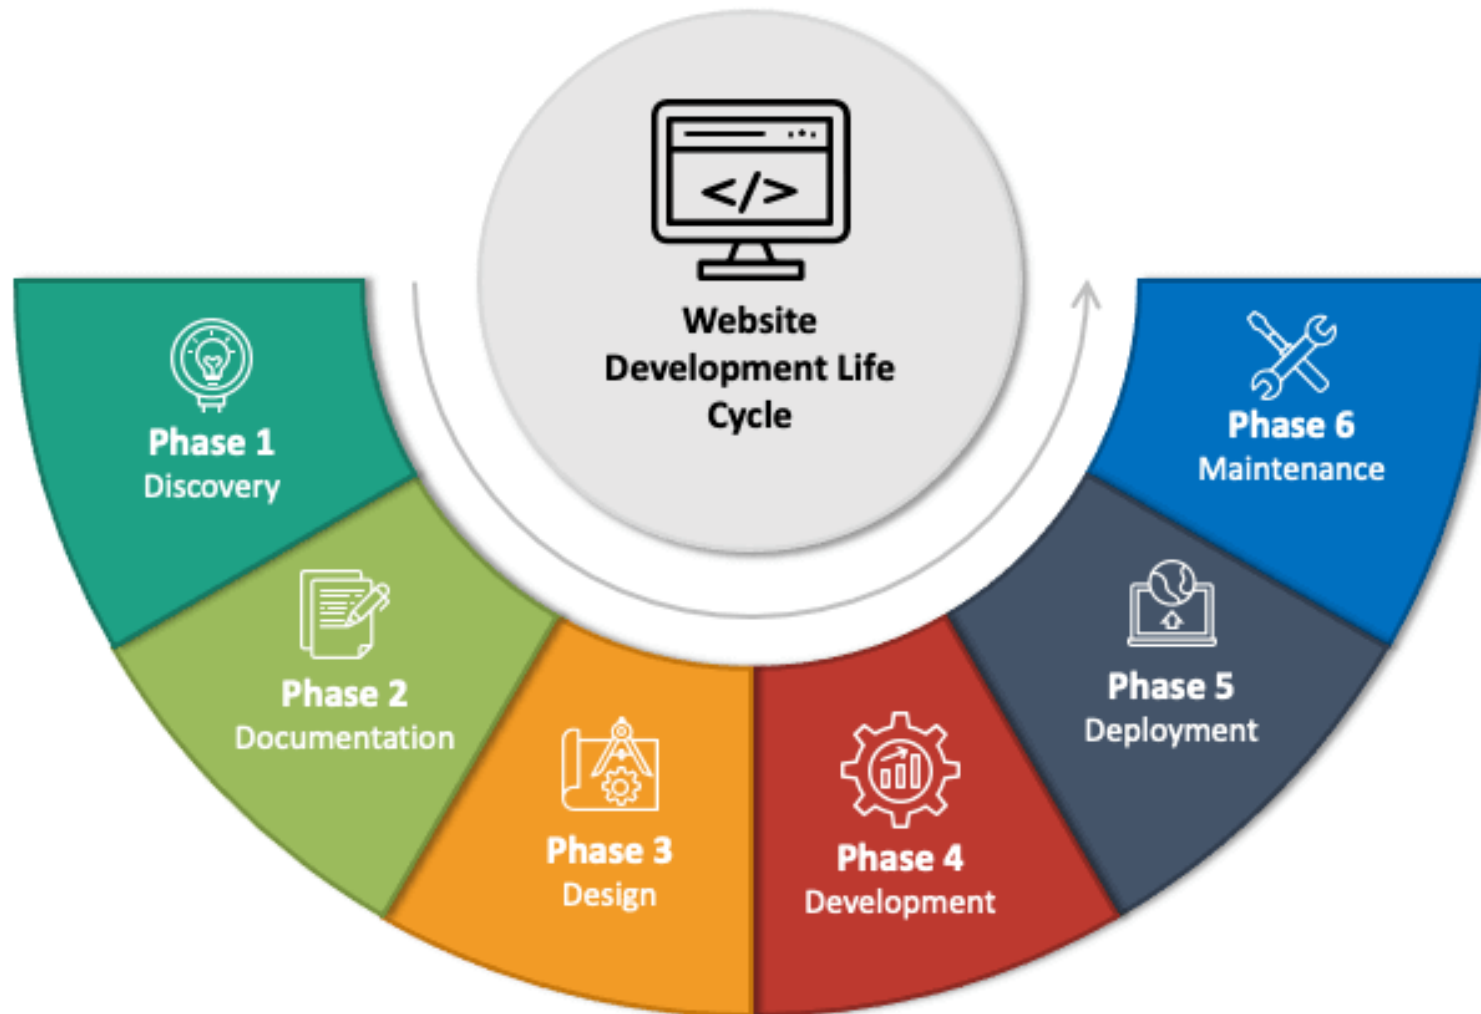 </>
Website
Development Life
Cycle
Phase 1
Discovery
Phase 2
Documentation
Phase 3
Design
Phase 4
Development
Phase 5
Deployment
Phase 6
Maintenance